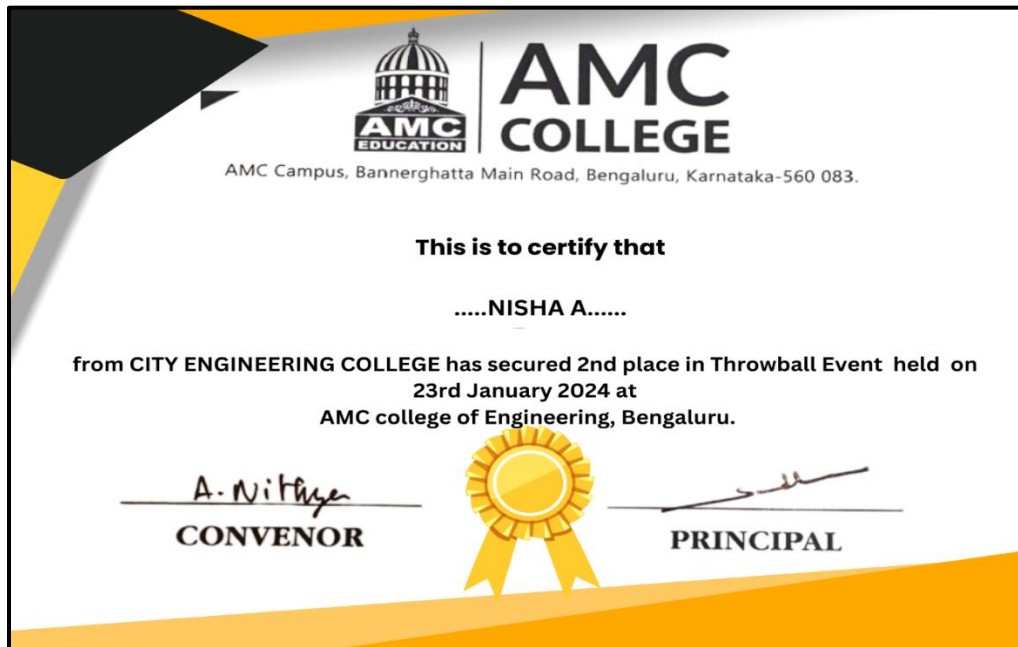 AMC
EDUCATION
AMC
COLLEGE
AMC Campus, Bannerghatta Main Road, Bengaluru, Karnataka-560 083.
This is to certify that
.....NISHA A......
from CITY ENGINEERING COLLEGE has secured 2nd place in Throwball Event held on
23rd January 2024 at
AMC college of Engineering, Bengaluru.
A. Nithya
CONVENOR
PRINCIPAL